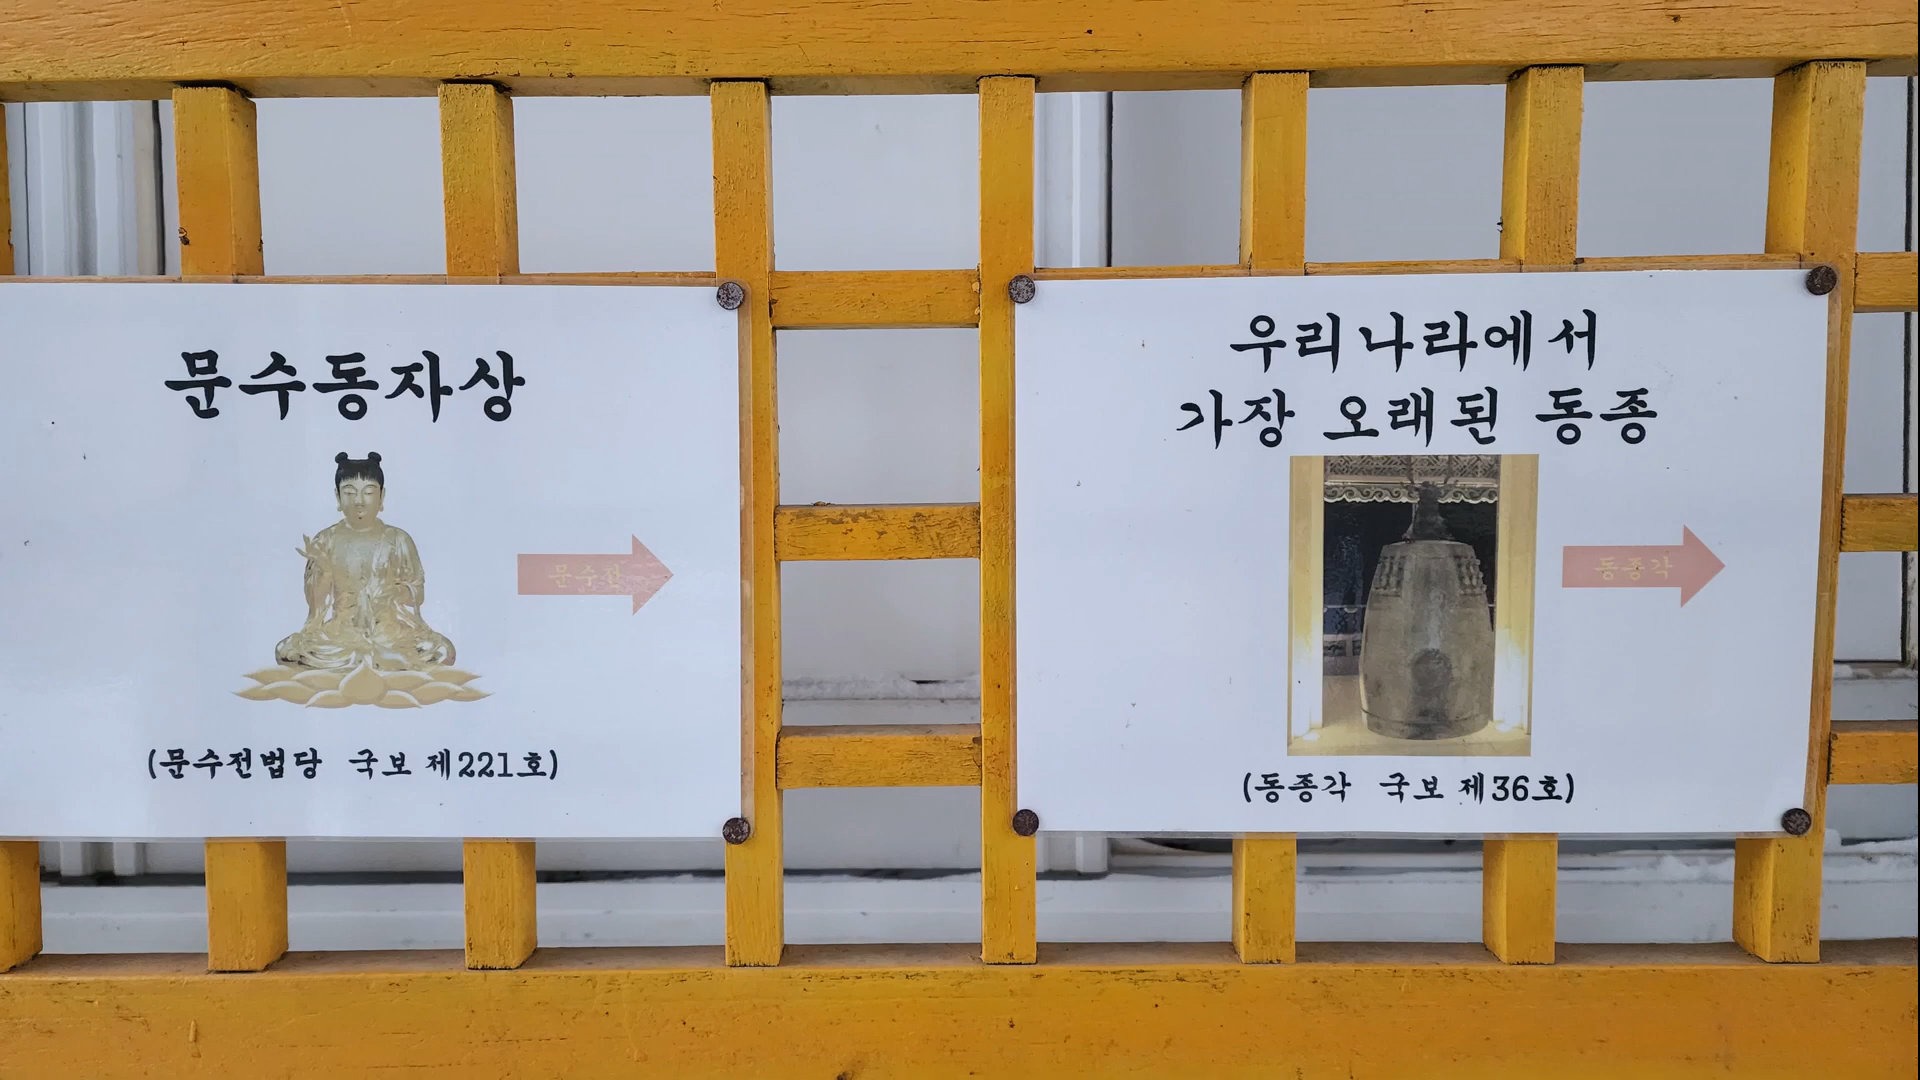 문수동자상
문수전
(문수전법당 국보 제221호)
우리나라에서
가장 오래된 동종
동종각
(동종각 국보 제36호)